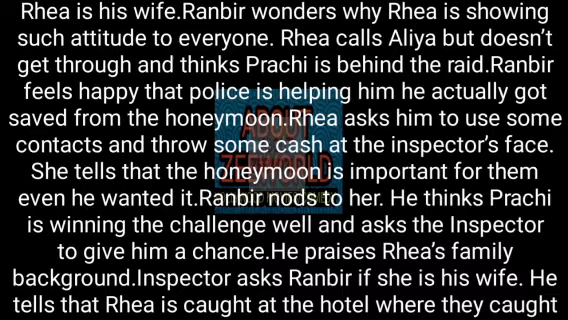 Rhea is his wife.Ranbir wonders why Rhea is showing
such attitude to everyone. Rhea calls Aliya but doesn’t
get through and thinks Prachi is behind the raid.Ranbir
feels happy that police is helping him he actually got
saved from the honeymoon.Rhea asks him to use some
contacts and throw some cash at the inspector’s face.
She tells that the honeymoon is important for them
even he wanted it.Ranbir nods to her. He thinks Prachi
is winning the challenge well and asks the Inspector
to give him a chance.He praises Rhea’s family
background.Inspector asks Ranbir if she is his wife. He
tells that Rhea is caught at the hotel where they caught
ABOUT
ZEEWORLD